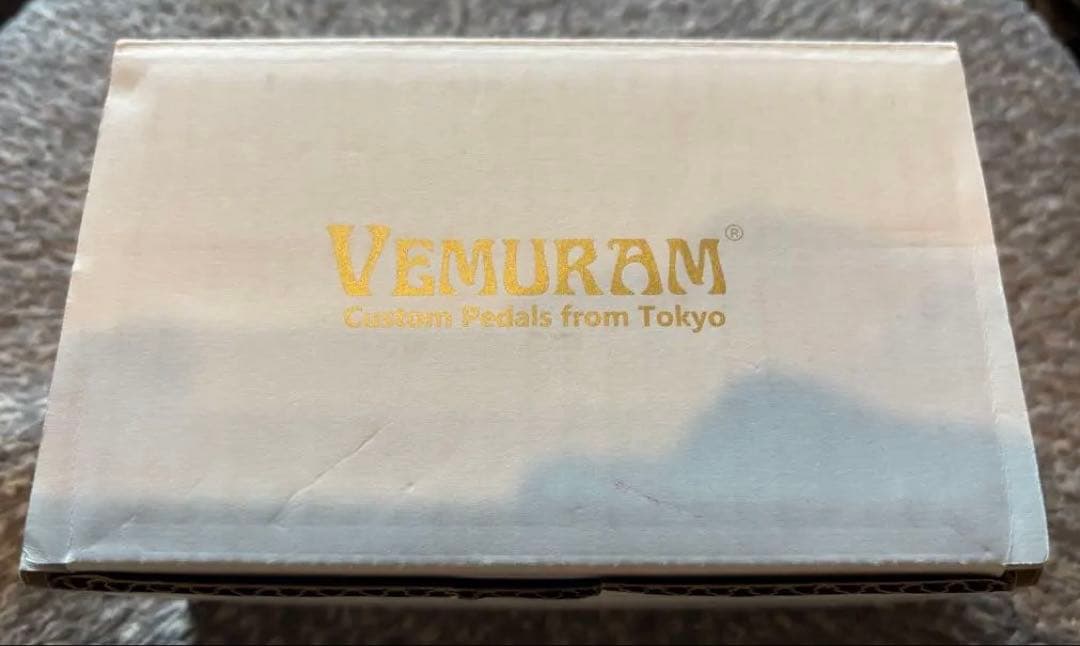 VEMURAM®
Custom Pedals from Tokyo